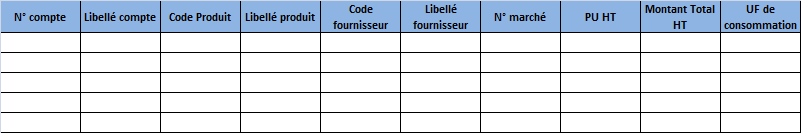 N° compte
Libellé compte
Code Produit
Libellé produit
Code
fournisseur
Libellé
fournisseur
N° marché
PU HT
Montant Total
HT
UF de
consommation